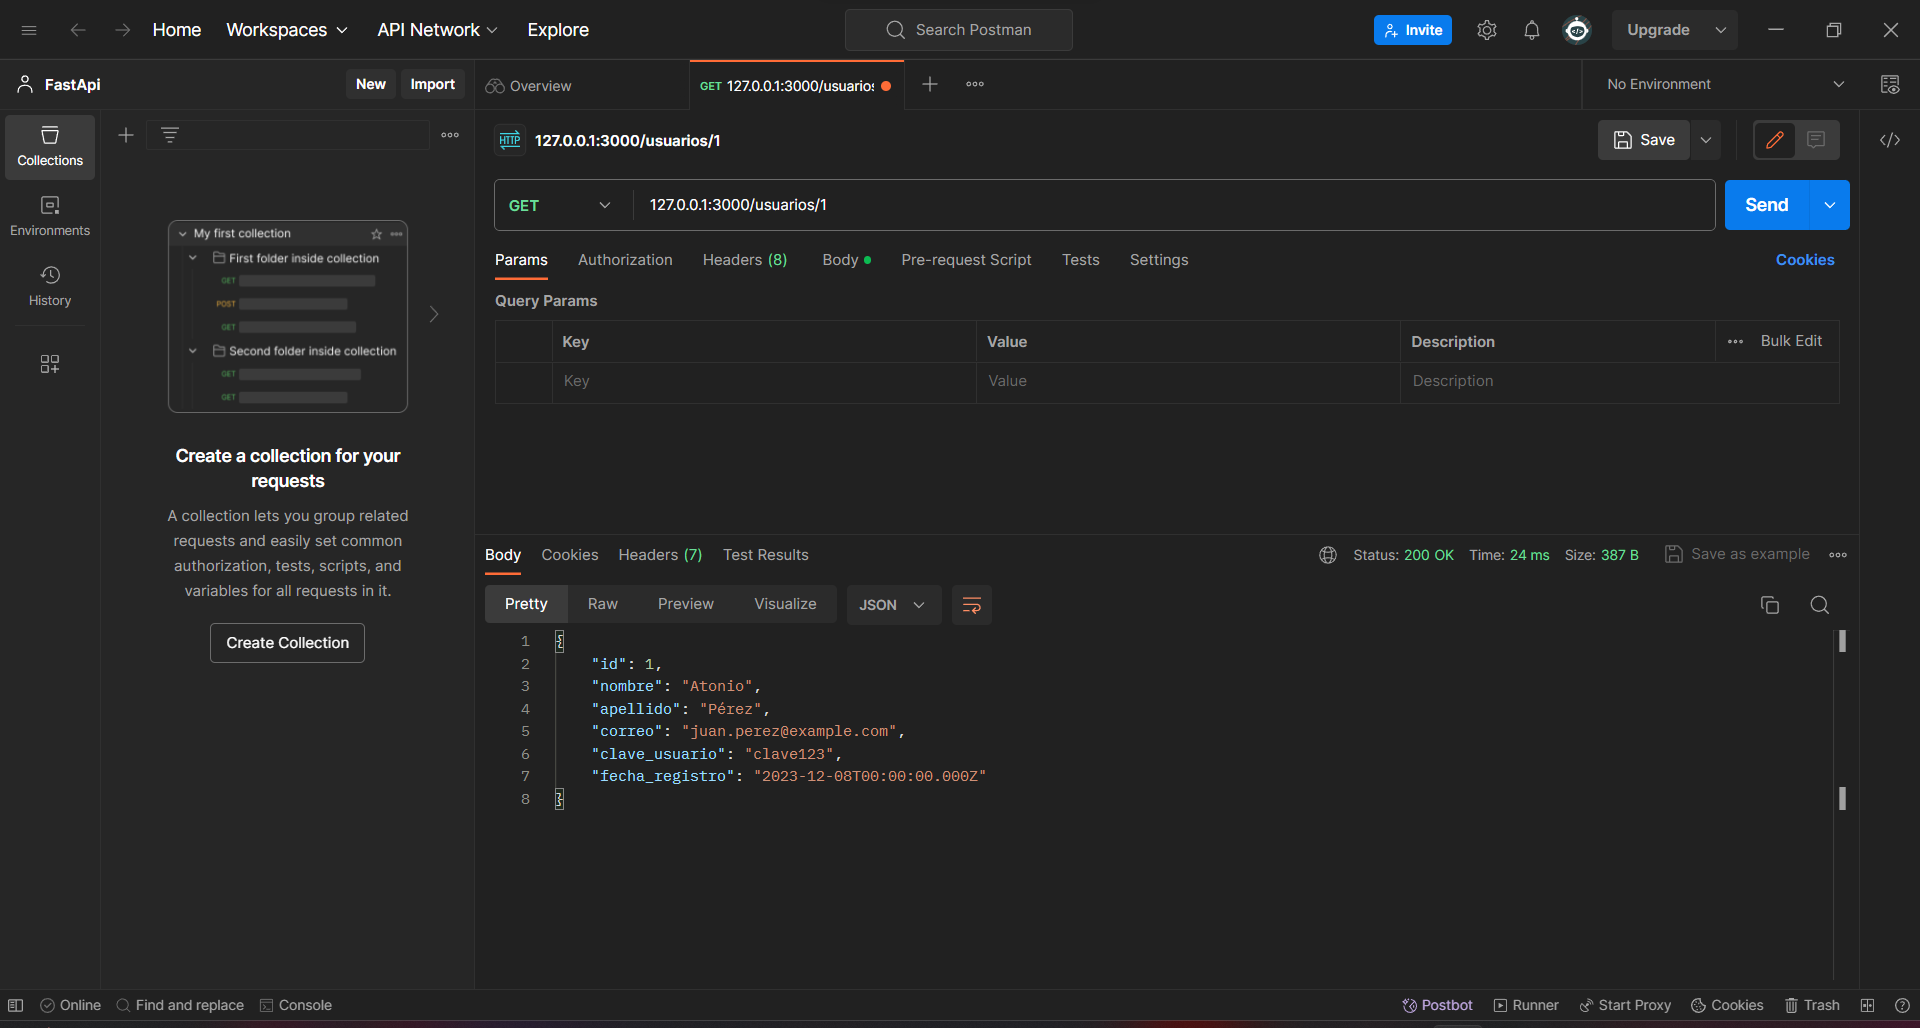 Home Workspaces API Network Explore Search Postman Invite Upgrade
FastApi New Import Overview GET 127.0.0.1:3000/usuarios No Environment
Collections
Environments
History
My first collection
First folder inside collection
GET
POST
GET
Second folder inside collection
GET
GET
Create a collection for your
requests
A collection lets you group related
requests and easily set common
authorization, tests, scripts, and
variables for all requests in it.
Create Collection
HTTP 127.0.0.1:3000/usuarios/1 Save
GET 127.0.0.1:3000/usuarios/1 Send
Params Authorization Headers (8) Body Pre-request Script Tests Settings Cookies
Query Params
Key Value Description Bulk Edit
Key Value Description
Body Cookies Headers (7) Test Results Status: 200 OK Time: 24 ms Size: 387 B Save as example
Pretty Raw Preview Visualize JSON
1 {
2 "id": 1,
3 "nombre": "Atonio",
4 "apellido": "Pérez",
5 "correo": "juan.perez@example.com",
6 "clave_usuario": "clave123",
7 "fecha_registro": "2023-12-08T00:00:00.000Z"
8 }
Online Find and replace Console Postbot Runner Start Proxy Cookies Trash